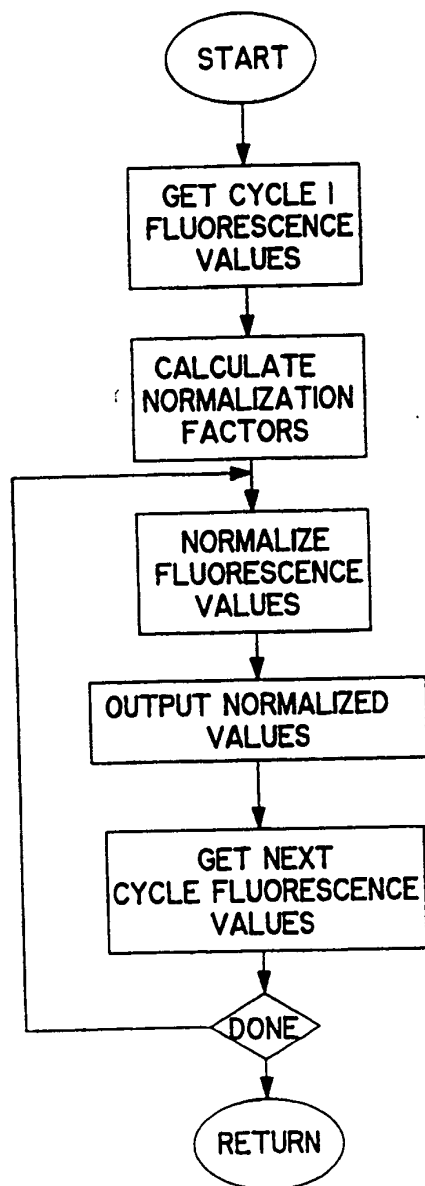 START
GET CYCLE 1
FLUORESCENCE
VALUES
CALCULATE
NORMALIZATION
FACTORS
NORMALIZE
FLUORESCENCE
VALUES
OUTPUT NORMALIZED
VALUES
GET NEXT
CYCLE FLUORESCENCE
VALUES
DONE
RETURN